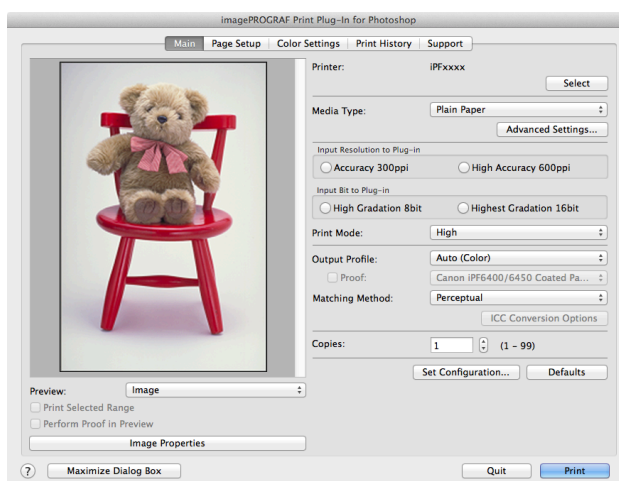 imagePROGRAF Print Plug-In for Photoshop
Main Page Setup Color Settings Print History Support
Printer: iPFxxxx
Select
Media Type: Plain Paper
Advanced Settings...
Input Resolution to Plug-in
Accuracy 300ppi High Accuracy 600ppi
Input Bit to Plug-in
High Gradation 8bit Highest Gradation 16bit
Print Mode: High
Output Profile: Auto (Color)
Proof: Canon iPF6400/6450 Coated Pa...
Matching Method: Perceptual
ICC Conversion Options
Copies: 1 (1 – 99)
Set Configuration... Defaults
Preview: Image
Print Selected Range
Perform Proof in Preview
Image Properties
? Maximize Dialog Box Quit Print